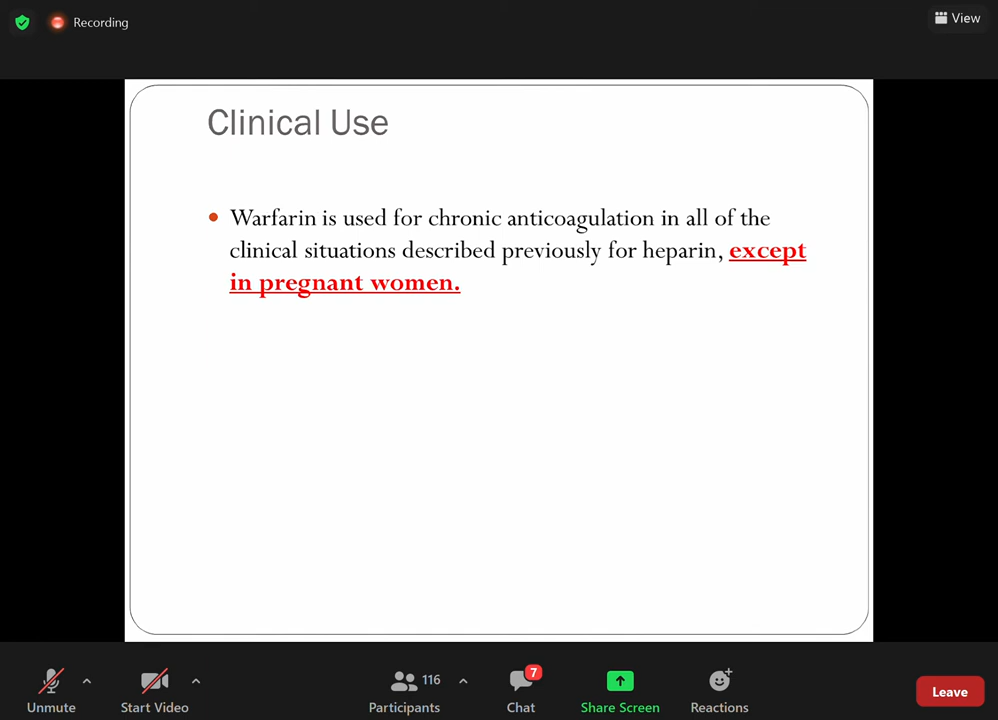 Recording
View
Clinical Use
Warfarin is used for chronic anticoagulation in all of the
clinical situations described previously for heparin, except
in pregnant women.
Unmute
Start Video
116
Participants
7
Chat
Share Screen
Reactions
Leave